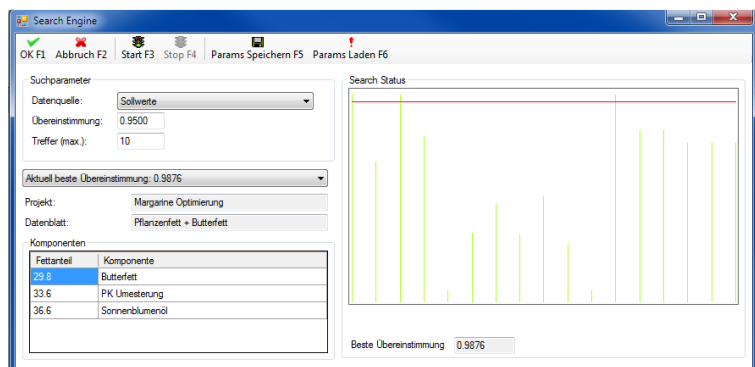 Search Engine
OK F1 Abbruch F2 Start F3 Stop F4 Params Speichern F5 Params Laden F6
Suchparameter
Datenquelle: Sollwerte
Übereinstimmung: 0.9500
Treffer (max.): 10
Aktuell beste Übereinstimmung: 0.9876
Projekt: Margarine Optimierung
Datenblatt: Pflanzenfett + Butterfett
Komponenten
Fettanteil Komponente
29.8 Butterfett
33.6 PK Umesterung
36.6 Sonnenblumenöl
Search Status
Beste Übereinstimmung 0.9876